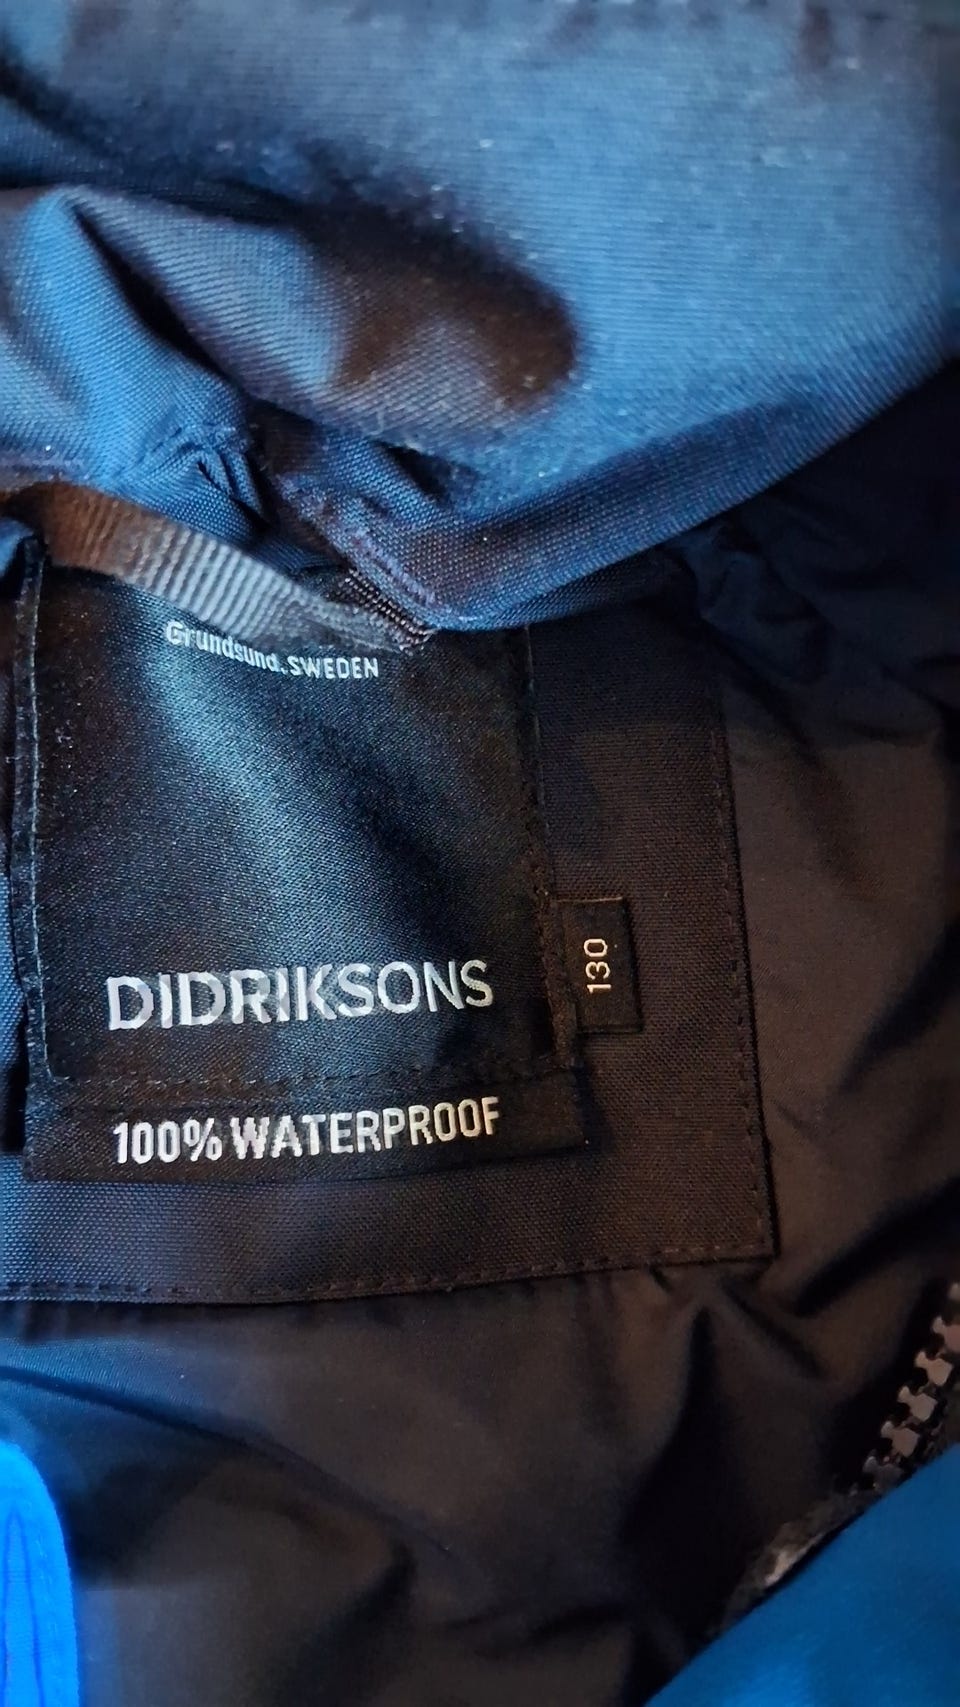 Grundsund. SWEDEN
DIDRIKSONS
130
100% WATERPROOF